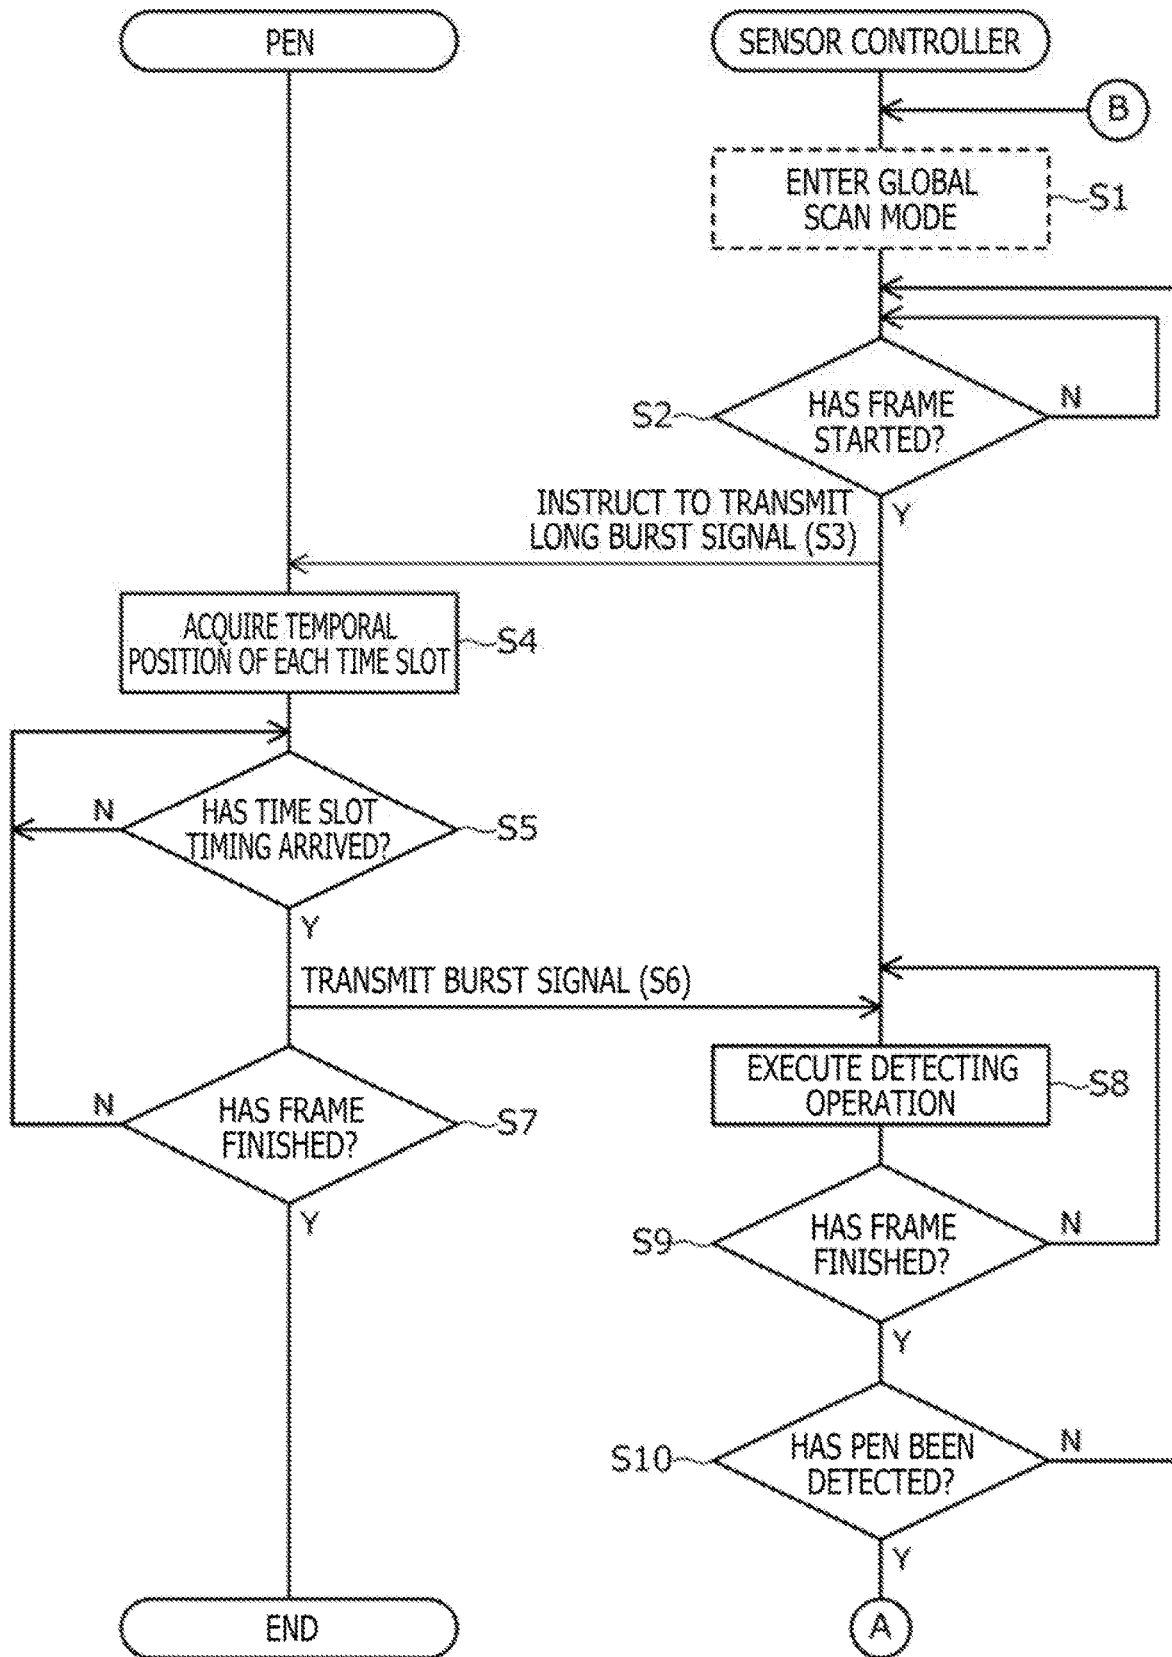 PEN
SENSOR CONTROLLER
B
ENTER GLOBAL
SCAN MODE
S1
HAS FRAME
STARTED?
S2
N
Y
INSTRUCT TO TRANSMIT
LONG BURST SIGNAL (S3)
ACQUIRE TEMPORAL
POSITION OF EACH TIME SLOT
S4
N
HAS TIME SLOT
TIMING ARRIVED?
S5
Y
TRANSMIT BURST SIGNAL (S6)
EXECUTE DETECTING
OPERATION
S8
N
HAS FRAME
FINISHED?
S7
Y
S9
HAS FRAME
FINISHED?
N
Y
S10
HAS PEN BEEN
DETECTED?
N
Y
END
A